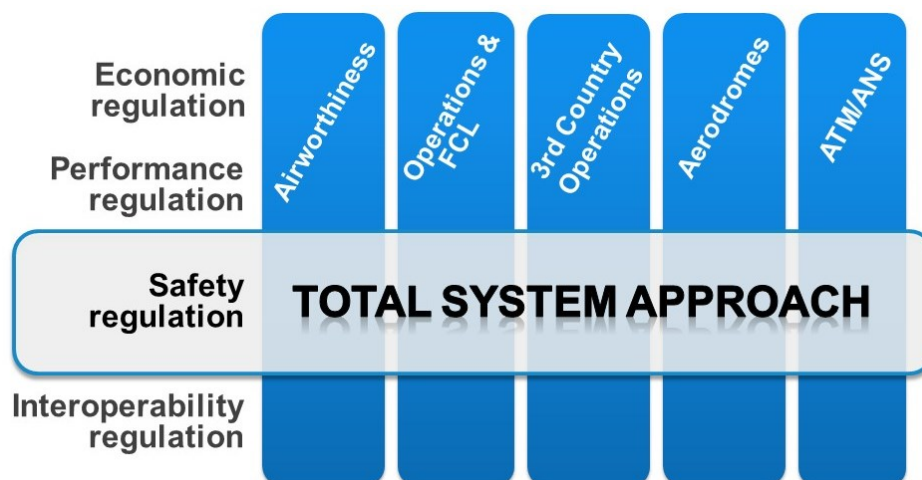 Economic
regulation
Performance
regulation
Safety
regulation
Interoperability
regulation
Airworthiness
Operations &
FCL
3rd Country
Operations
Aerodromes
ATM/ANS
TOTAL SYSTEM APPROACH